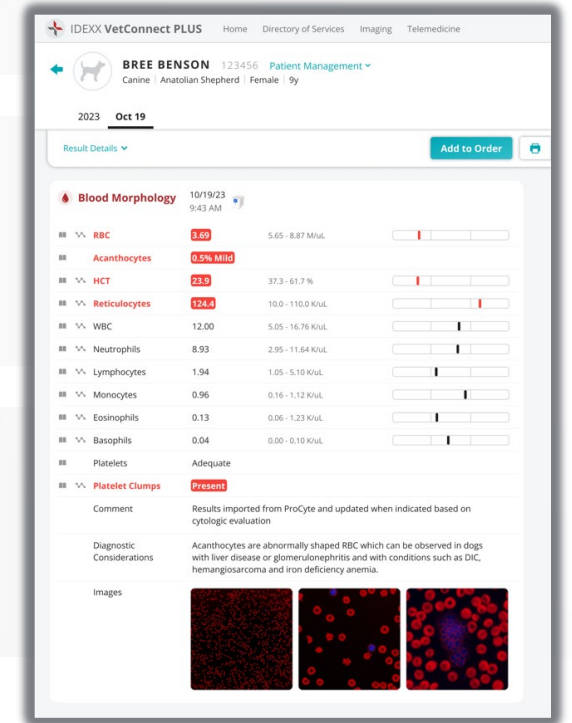 IDEXX VetConnect PLUS Home Directory of Services Imaging Telemedicine
BREE BENSON 123456 Patient Management
Canine | Anatolian Shepherd | Female | 9y
2023 Oct 19
Result Details Add to Order
Blood Morphology 10/19/23
9:43 AM
RBC 3.69 5.65 - 8.87 M/uL
Acanthocytes 0.5% Mild
HCT 23.9 37.3 - 61.7 %
Reticulocytes 124.4 10.0 - 110.0 K/uL
WBC 12.00 5.05 - 16.76 K/uL
Neutrophils 8.93 2.95 - 11.64 K/uL
Lymphocytes 1.94 1.05 - 5.10 K/uL
Monocytes 0.96 0.16 - 1.12 K/uL
Eosinophils 0.13 0.06 - 1.23 K/uL
Basophils 0.04 0.00 - 0.10 K/uL
Platelets Adequate
Platelet Clumps Present
Comment Results imported from ProCyte and updated when indicated based on
cytologic evaluation
Diagnostic Acanthocytes are abnormally shaped RBC which can be observed in dogs
Considerations with liver disease or glomerulonephritis and with conditions such as DIC,
hemangiosarcoma and iron deficiency anemia.
Images